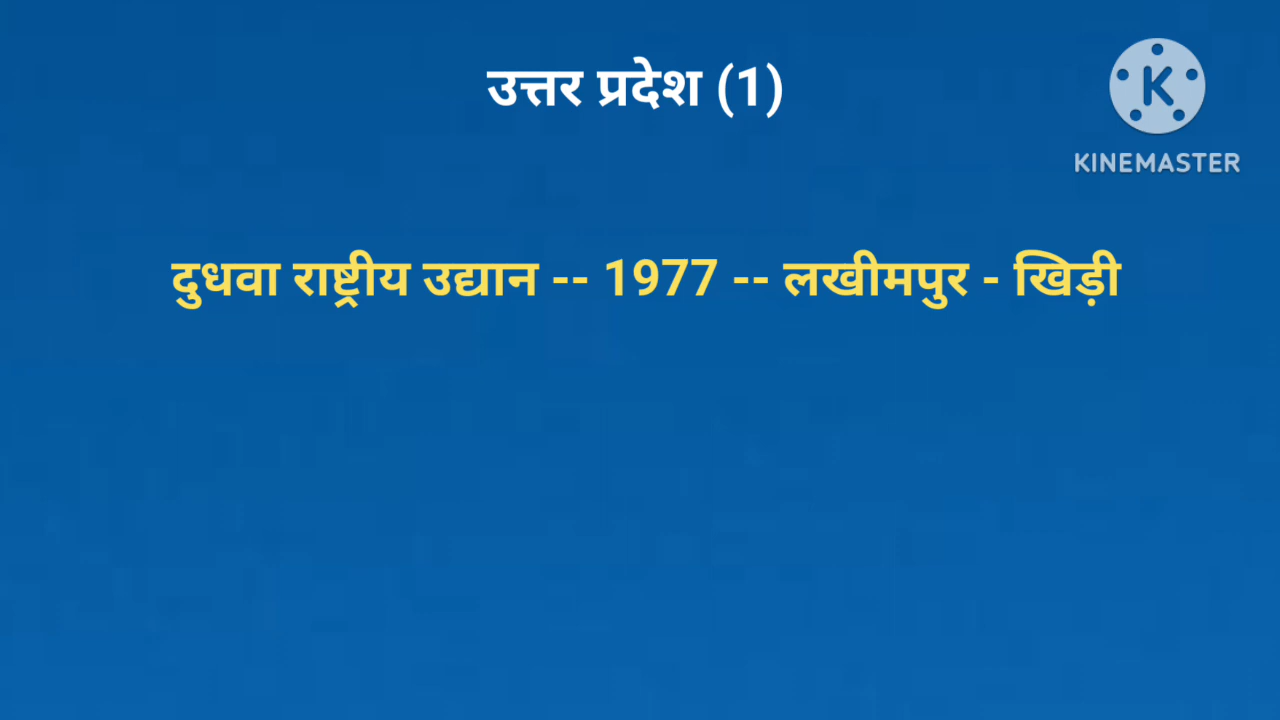 उत्तर प्रदेश (1)
KINEMASTER
दुधवा राष्ट्रीय उद्यान -- 1977 -- लखीमपुर - खिड़ी